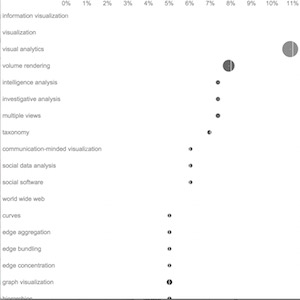 0% 1% 2% 3% 4% 5% 6% 7% 8% 9% 10% 11%
information visualization
visualization
visual analytics
volume rendering
intelligence analysis
investigative analysis
multiple views
taxonomy
communication-minded visualization
social data analysis
social software
world wide web
curves
edge aggregation
edge bundling
edge concentration
graph visualization